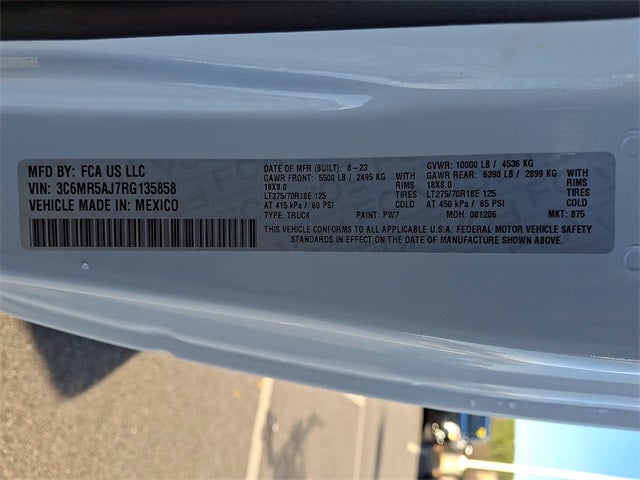 MFD BY: FCA US LLC
VIN: 3C6MR5AJ7RG135858
VEHICLE MADE IN: MEXICO
DATE OF MFR (BUILT): 8-23
GAWR FRONT: 5500 LB / 2495 KG WITH
18X8.0 RIMS
LT275/70R18E 125 TIRES
AT 415 kPa / 60 PSI COLD
TYPE: TRUCK PAINT: PW7
GVWR: 10000 LB / 4536 KG
GAWR REAR: 6390 LB / 2899 KG WITH
18X8.0 RIMS
LT275/70R18E 125 TIRES
AT 450 kPa / 65 PSI COLD
MDH: 081206 MKT: 875
THIS VEHICLE CONFORMS TO ALL APPLICABLE U.S.A. FEDERAL MOTOR VEHICLE SAFETY
STANDARDS IN EFFECT ON THE DATE OF MANUFACTURE SHOWN ABOVE.